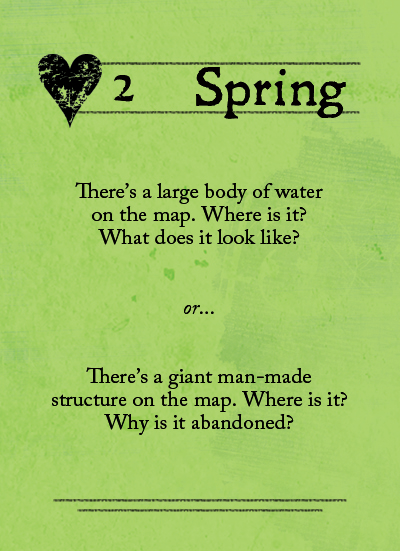 2 Spring
There's a large body of water
on the map. Where is it?
What does it look like?
or...
There's a giant man-made
structure on the map. Where is it?
Why is it abandoned?